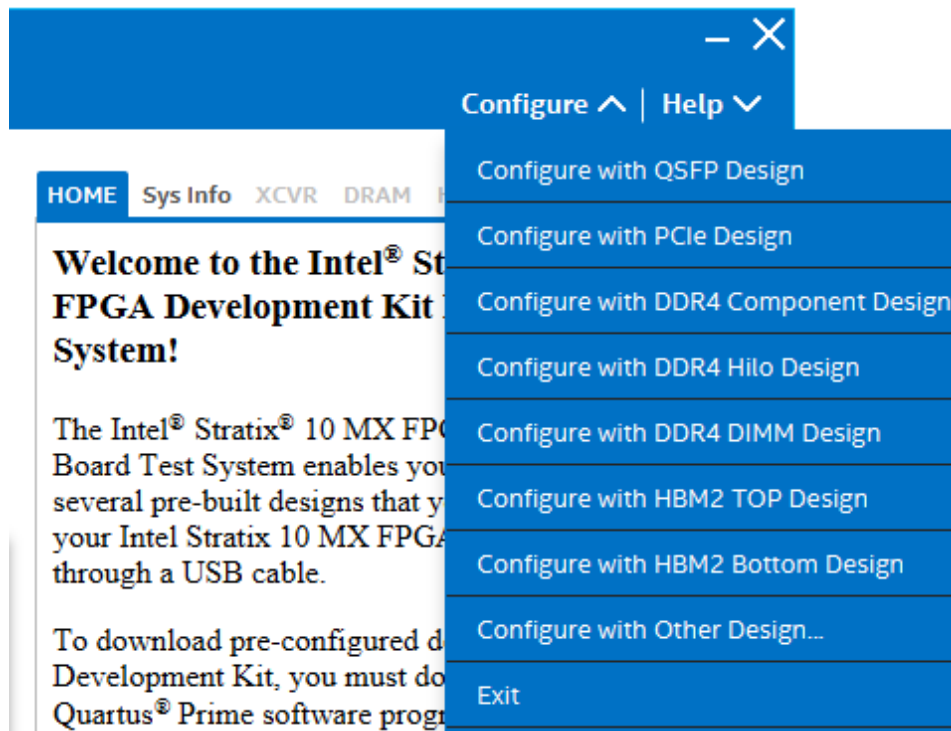 Configure | Help
HOME Sys Info XCVR DRAM
Configure with QSFP Design
Configure with PCIe Design
Configure with DDR4 Component Design
Configure with DDR4 Hilo Design
Configure with DDR4 DIMM Design
Configure with HBM2 TOP Design
Configure with HBM2 Bottom Design
Configure with Other Design...
Exit
Welcome to the Intel® St
FPGA Development Kit
System!
The Intel® Stratix® 10 MX FPG
Board Test System enables you
several pre-built designs that y
your Intel Stratix 10 MX FPGA
through a USB cable.
To download pre-configured d
Development Kit, you must do
Quartus® Prime software progr